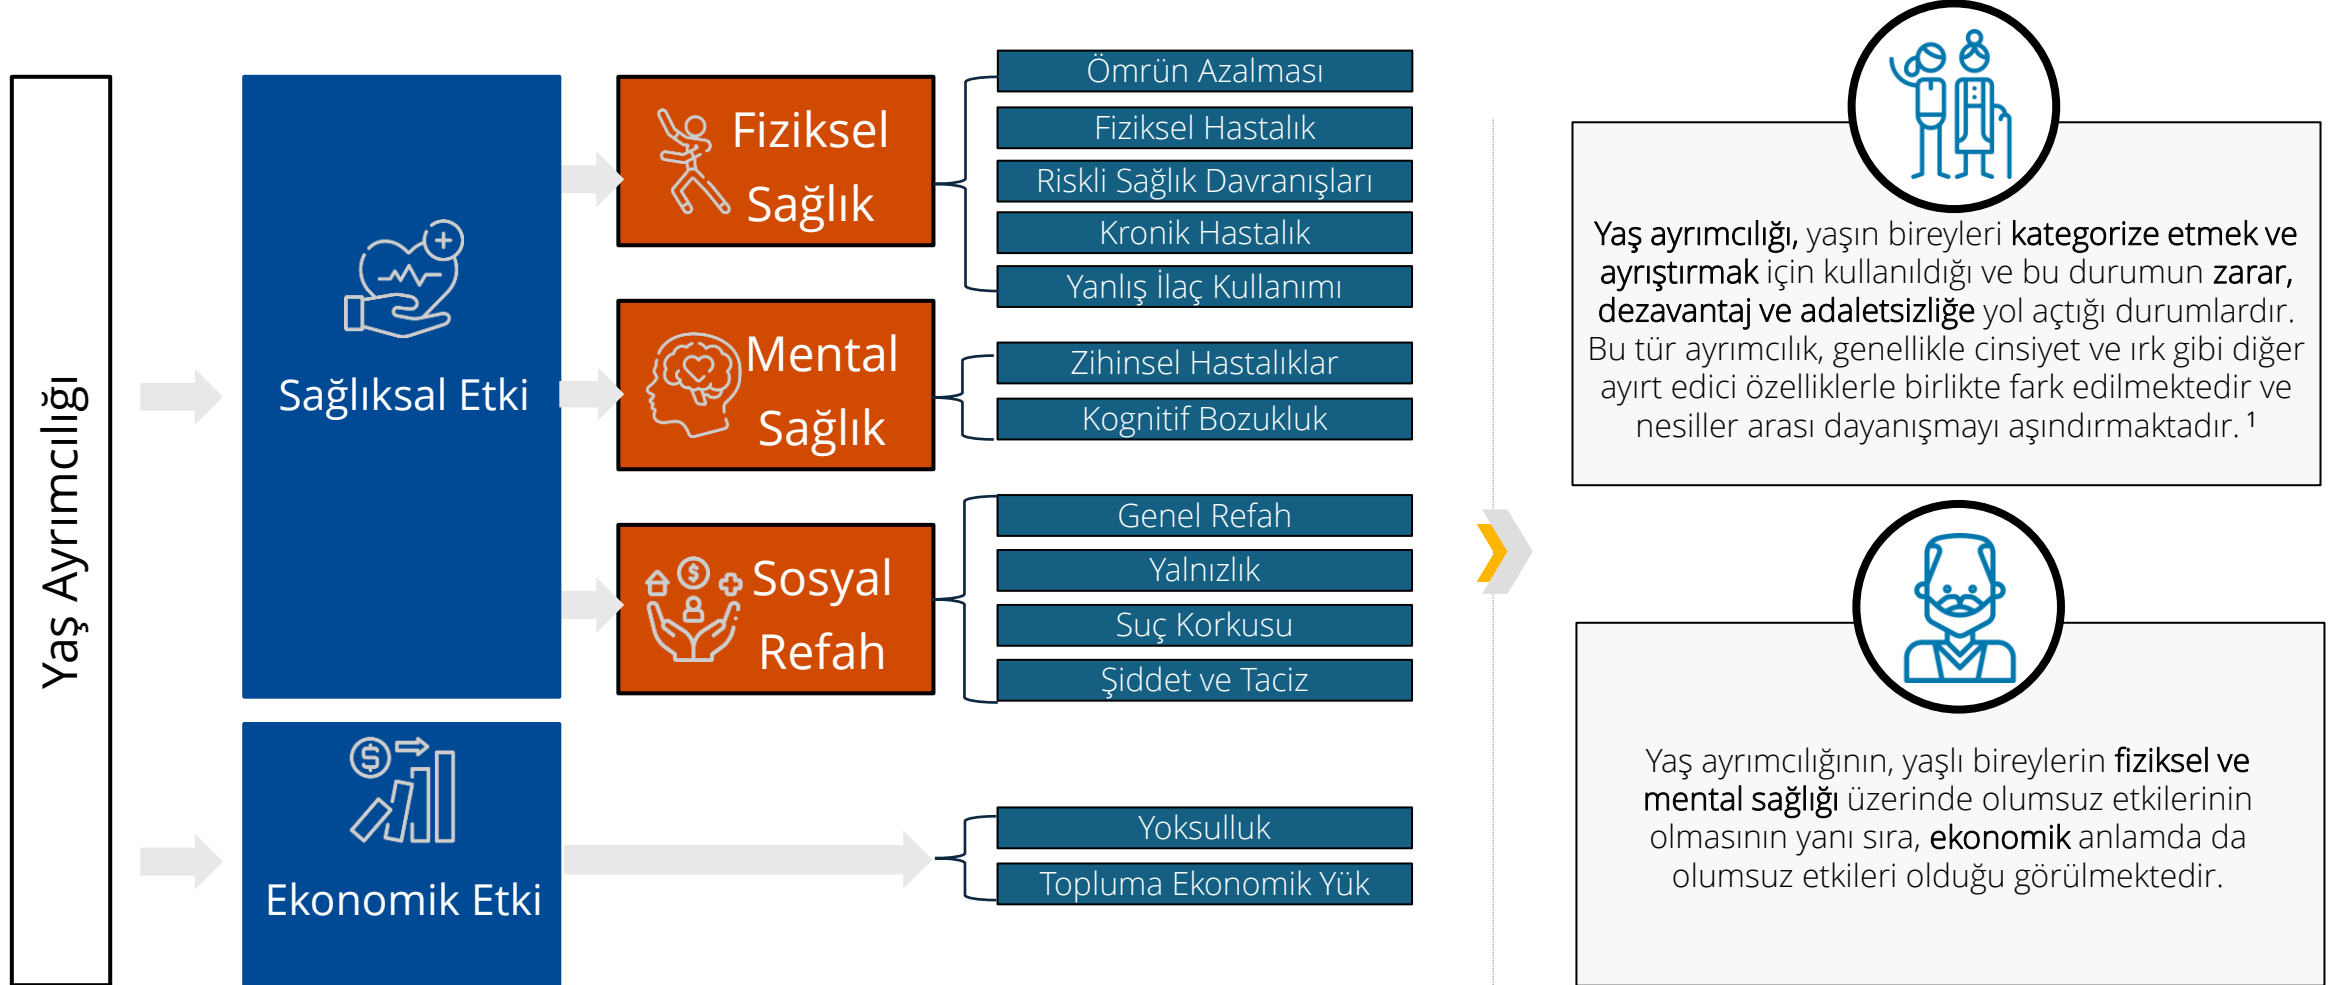 Yaş Ayrımcılığı
Sağlıksal Etki
Fiziksel
Sağlık
Ömrün Azalması
Fiziksel Hastalık
Riskli Sağlık Davranışları
Kronik Hastalık
Yanlış İlaç Kullanımı
Mental
Sağlık
Zihinsel Hastalıklar
Kognitif Bozukluk
Sosyal
Refah
Genel Refah
Yalnızlık
Suç Korkusu
Şiddet ve Taciz
Ekonomik Etki
Yoksulluk
Topluma Ekonomik Yük
Yaş ayrımcılığı, yaşın bireyleri kategorize etmek ve
ayrıştırmak için kullanıldığı ve bu durumun zarar,
dezavantaj ve adaletsizliğe yol açtığı durumlardır.
Bu tür ayrımcılık, genellikle cinsiyet ve ırk gibi diğer
ayırt edici özelliklerle birlikte fark edilmektedir ve
nesiller arası dayanışmayı aşındırmaktadır. ¹
Yaş ayrımcılığının, yaşlı bireylerin fiziksel ve
mental sağlığı üzerinde olumsuz etkilerinin
olmasının yanı sıra, ekonomik anlamda da
olumsuz etkileri olduğu görülmektedir.